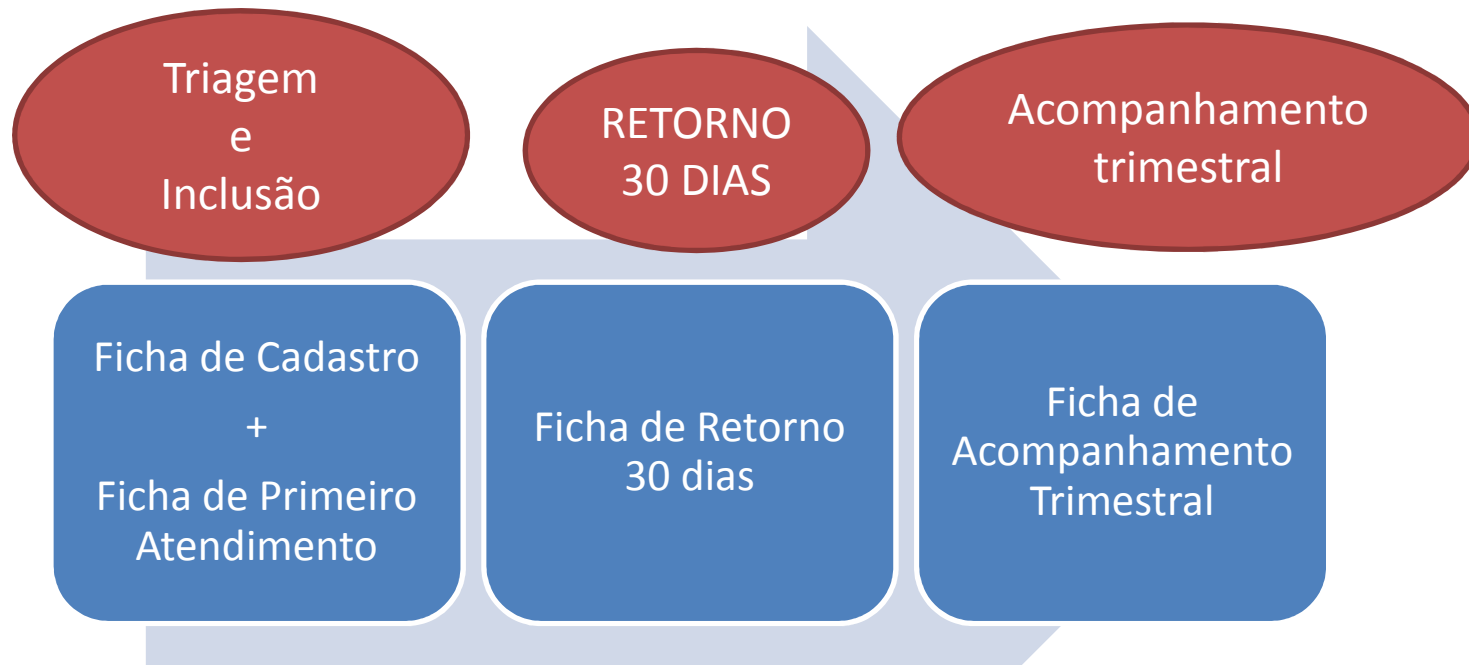 Triagem
e
Inclusão
RETORNO
30 DIAS
Acompanhamento
trimestral
Ficha de Cadastro
+
Ficha de Primeiro
Atendimento
Ficha de Retorno
30 dias
Ficha de
Acompanhamento
Trimestral